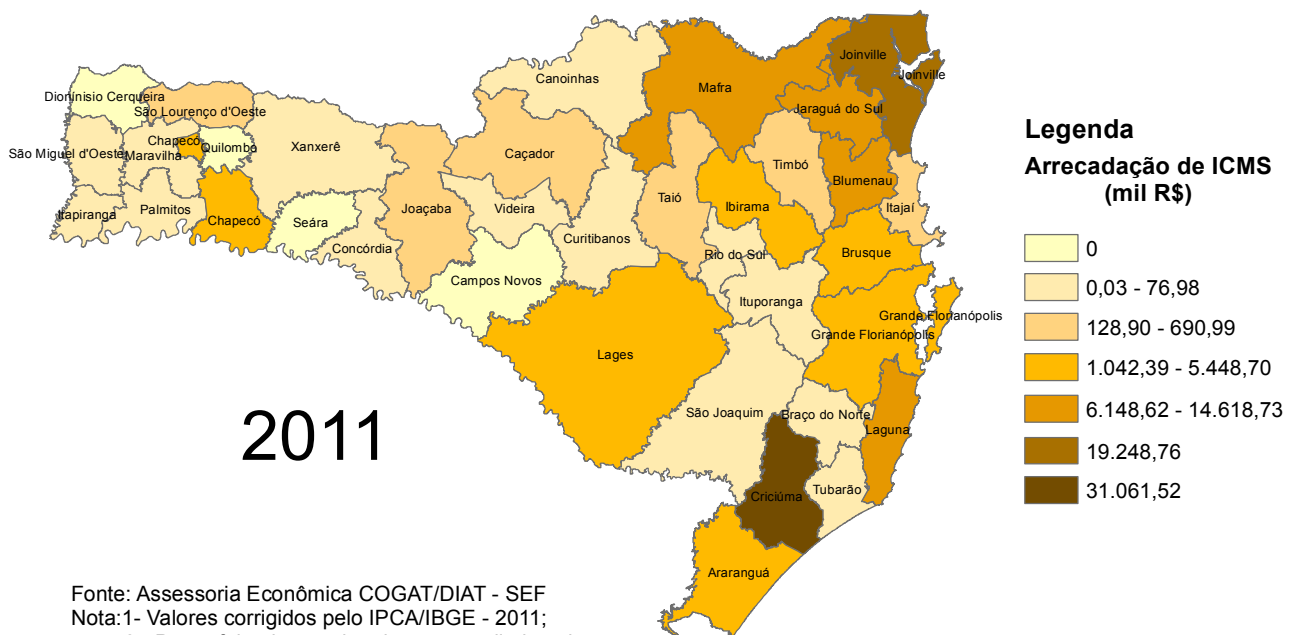 Dionínisio Cerqueira
São Lourenço d'Oeste
São Miguel d'Oeste
Chapecó
Maravilha
Quilombo
Xanxerê
Itapiranga
Palmitos
Chapecó
Seára
Concórdia
Joaçaba
Videira
Campos Novos
Caçador
Canoinhas
Curitibanos
Mafra
Joinville
Joinville
Jaraguá do Sul
Timbó
Blumenau
Itajaí
Taió
Ibirama
Rio do Sul
Brusque
Ituporanga
Grande Florianópolis
Grande Florianópolis
Lages
São Joaquim
Braço do Norte
Laguna
Criciúma
Tubarão
Araranguá
2011
Legenda
Arrecadação de ICMS
(mil R$)
0
0,03 - 76,98
128,90 - 690,99
1.042,39 - 5.448,70
6.148,62 - 14.618,73
19.248,76
31.061,52
Fonte: Assessoria Econômica COGAT/DIAT - SEF
Nota:1- Valores corrigidos pelo IPCA/IBGE - 2011;